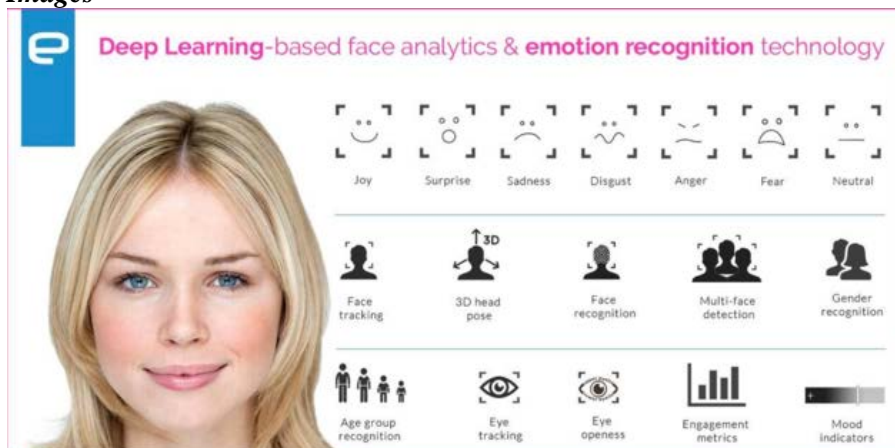 Images
e
Deep Learning-based face analytics & emotion recognition technology
Joy
Surprise
Sadness
Disgust
Anger
Fear
Neutral
3D
Face
tracking
3D head
pose
Face
recognition
Multi-face
detection
Gender
recognition
Age group
recognition
Eye
tracking
Eye
openess
Engagement
metrics
Mood
indicators